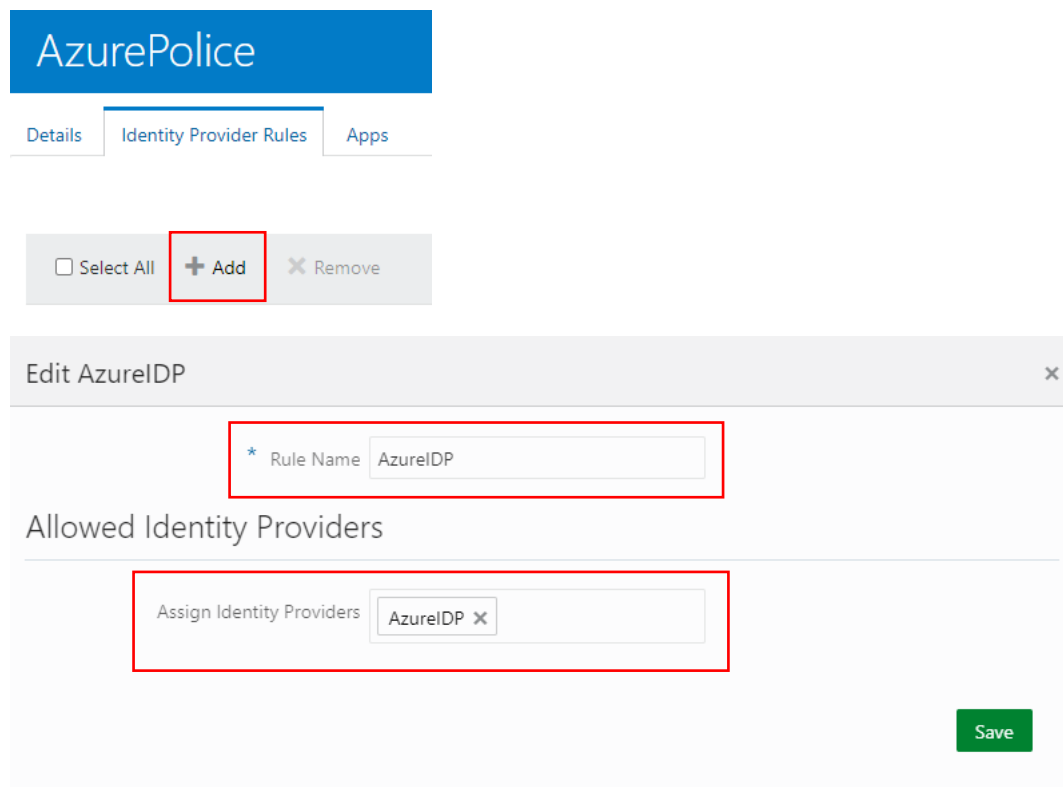 AzurePolice
Details Identity Provider Rules Apps
Select All + Add × Remove
Edit AzureIDP ×
* Rule Name AzureIDP
Allowed Identity Providers
Assign Identity Providers AzureIDP ×
Save